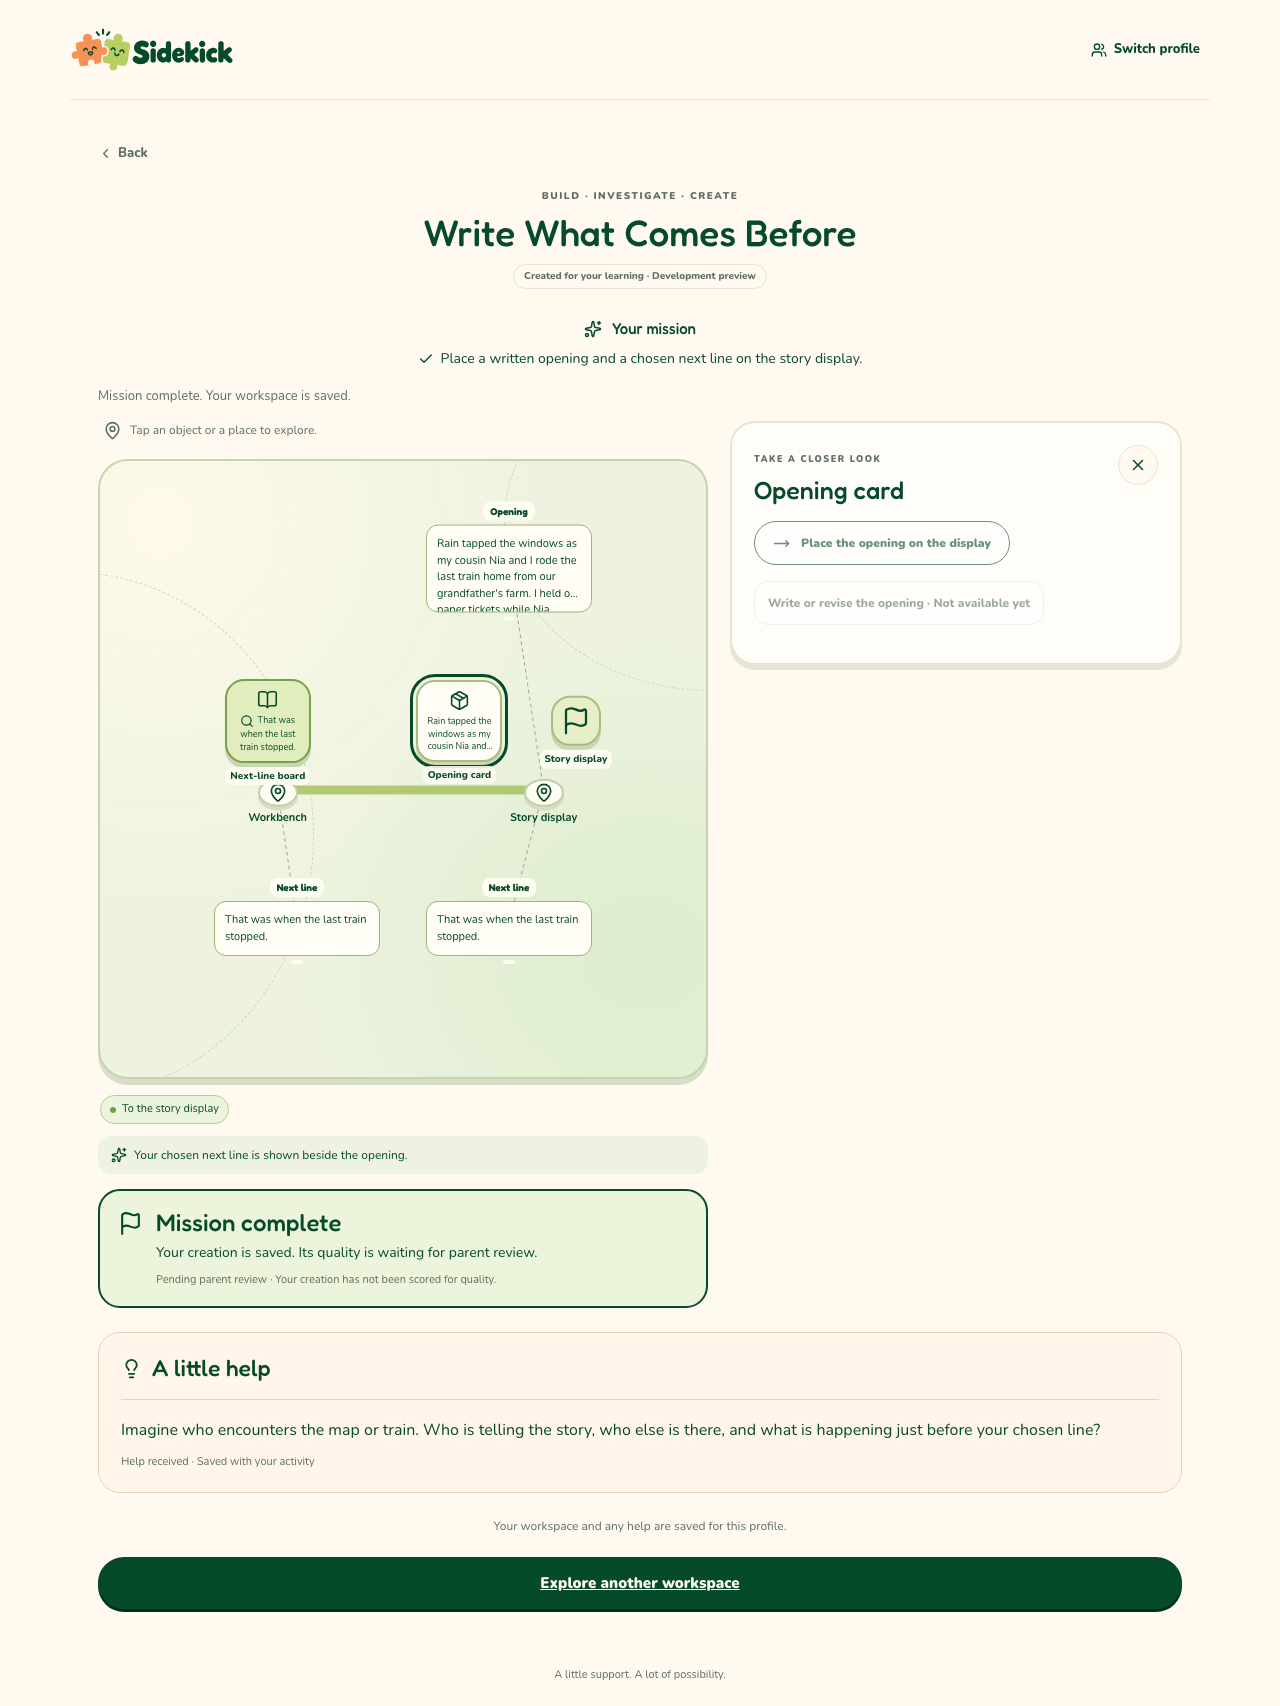 Sidekick
Switch profile
Back
BUILD · INVESTIGATE · CREATE
Write What Comes Before
Created for your learning · Development preview
Your mission
Place a written opening and a chosen next line on the story display.
Mission complete. Your workspace is saved.
Tap an object or a place to explore.
Opening
Rain tapped the windows as
my cousin Nia and I rode the
last train home from our
grandfather's farm. I held o...
paper tickets while Nia
That was
when the last
train stopped.
Next-line board
Rain tapped the
windows as my
cousin Nia and...
Opening card
Story display
Workbench
Story display
Next line
That was when the last train
stopped.
Next line
That was when the last train
stopped.
TAKE A CLOSER LOOK
Opening card
Place the opening on the display
Write or revise the opening · Not available yet
To the story display
Your chosen next line is shown beside the opening.
Mission complete
Your creation is saved. Its quality is waiting for parent review.
Pending parent review · Your creation has not been scored for quality.
A little help
Imagine who encounters the map or train. Who is telling the story, who else is there, and what is happening just before your chosen line?
Help received · Saved with your activity
Your workspace and any help are saved for this profile.
Explore another workspace
A little support. A lot of possibility.